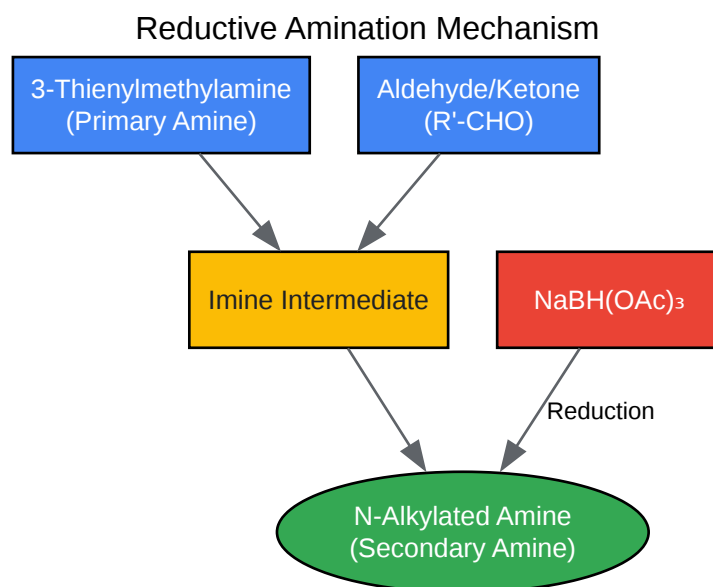 Reductive Amination Mechanism
3-Thienylmethylamine
(Primary Amine)
Aldehyde/Ketone
(R'-CHO)
Imine Intermediate
NaBH(OAc)₃
Reduction
N-Alkylated Amine
(Secondary Amine)